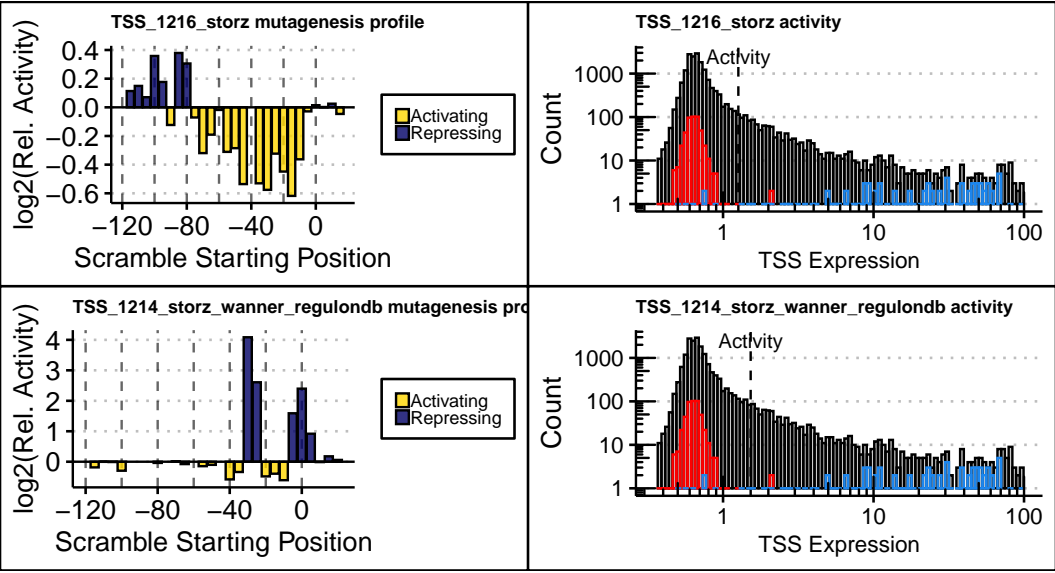 TSS_1216_storz mutagenesis profile
log2(Rel. Activity)
0.4
0.2
0.0
−0.2
−0.4
−0.6
−120 −80 −40 0
Scramble Starting Position
Activating
Repressing
TSS_1216_storz activity
Activity
Count
1000
100
10
1
1 10 100
TSS Expression
TSS_1214_storz_wanner_regulondb mutagenesis pro
log2(Rel. Activity)
4
3
2
1
0
−120 −80 −40 0
Scramble Starting Position
Activating
Repressing
TSS_1214_storz_wanner_regulondb activity
Activity
Count
1000
100
10
1
1 10 100
TSS Expression